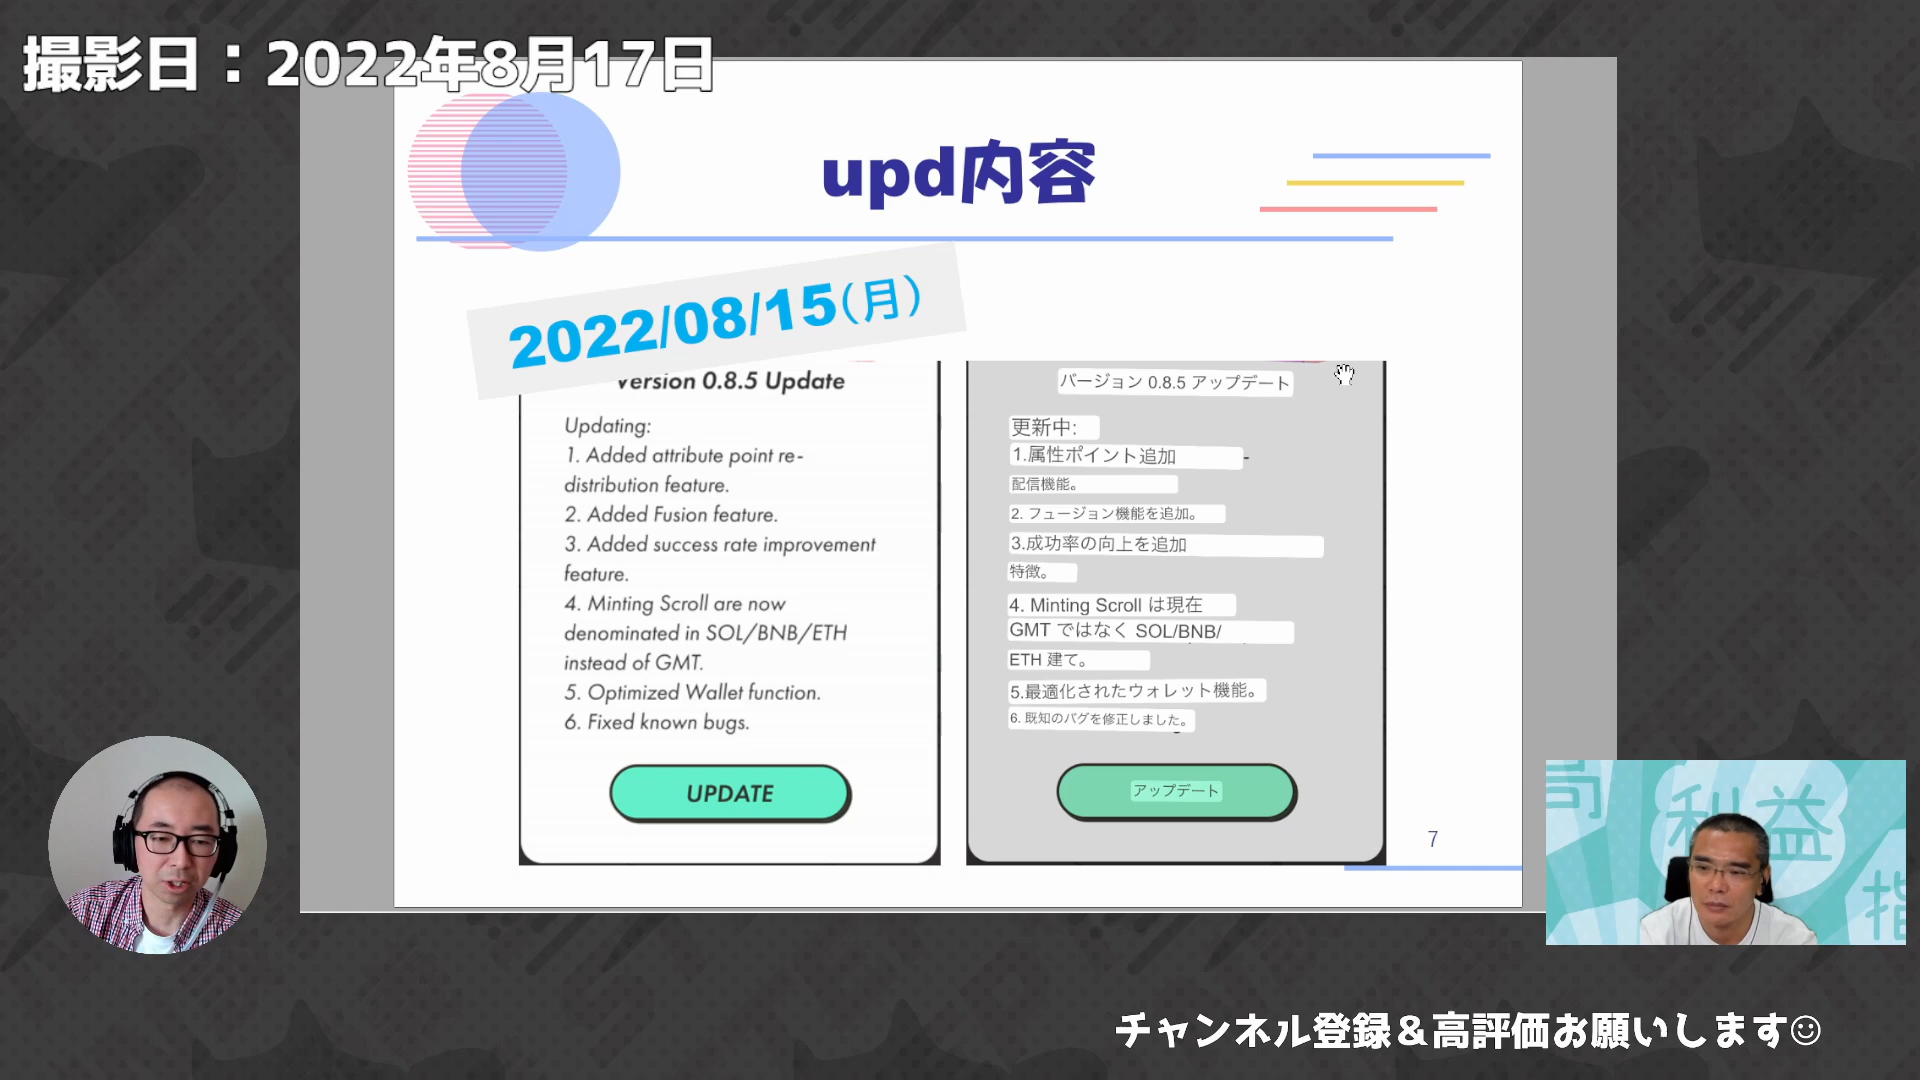 撮影日：2022年8月17日
upd内容
2022/08/15(月)
Version 0.8.5 Update
Updating:
1. Added attribute point re-
distribution feature.
2. Added Fusion feature.
3. Added success rate improvement
feature.
4. Minting Scroll are now
denominated in SOL/BNB/ETH
instead of GMT.
5. Optimized Wallet function.
6. Fixed known bugs.
UPDATE
バージョン 0.8.5 アップデート
更新中:
1.属性ポイント追加 -
配信機能。
2. フュージョン機能を追加。
3.成功率の向上を追加
特徴。
4. Minting Scroll は現在
GMT ではなく SOL/BNB/
ETH 建て。
5.最適化されたウォレット機能。
6. 既知のバグを修正しました。
アップデート
7
利益
指
チャンネル登録＆高評価お願いします☺